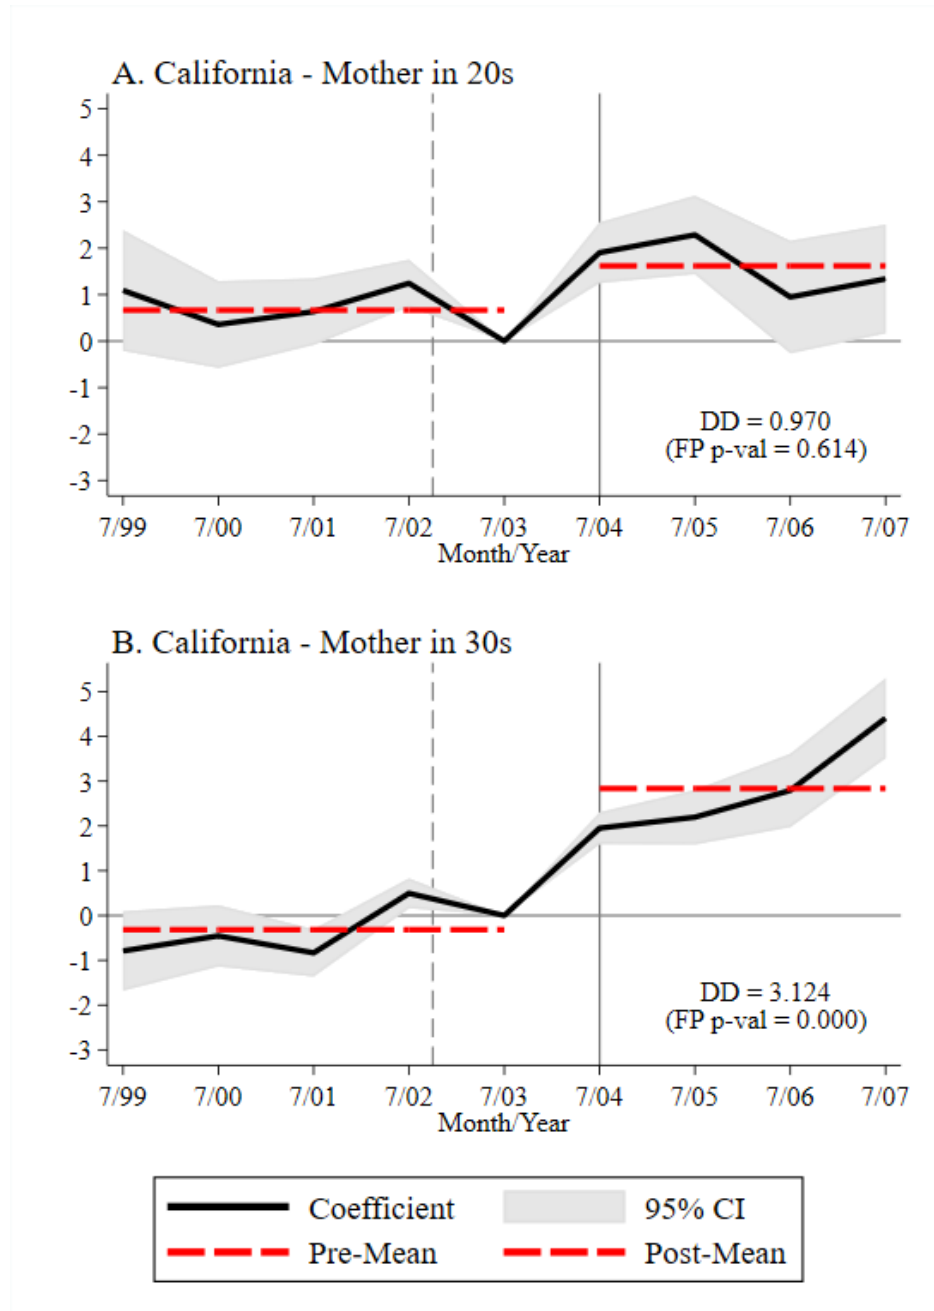 A. California - Mother in 20s
5
4
3
2
1
0
-1
-2
-3
DD = 0.970
(FP p-val = 0.614)
7/99 7/00 7/01 7/02 7/03 7/04 7/05 7/06 7/07
Month/Year
B. California - Mother in 30s
5
4
3
2
1
0
-1
-2
-3
DD = 3.124
(FP p-val = 0.000)
7/99 7/00 7/01 7/02 7/03 7/04 7/05 7/06 7/07
Month/Year
Coefficient 95% CI
Pre-Mean Post-Mean